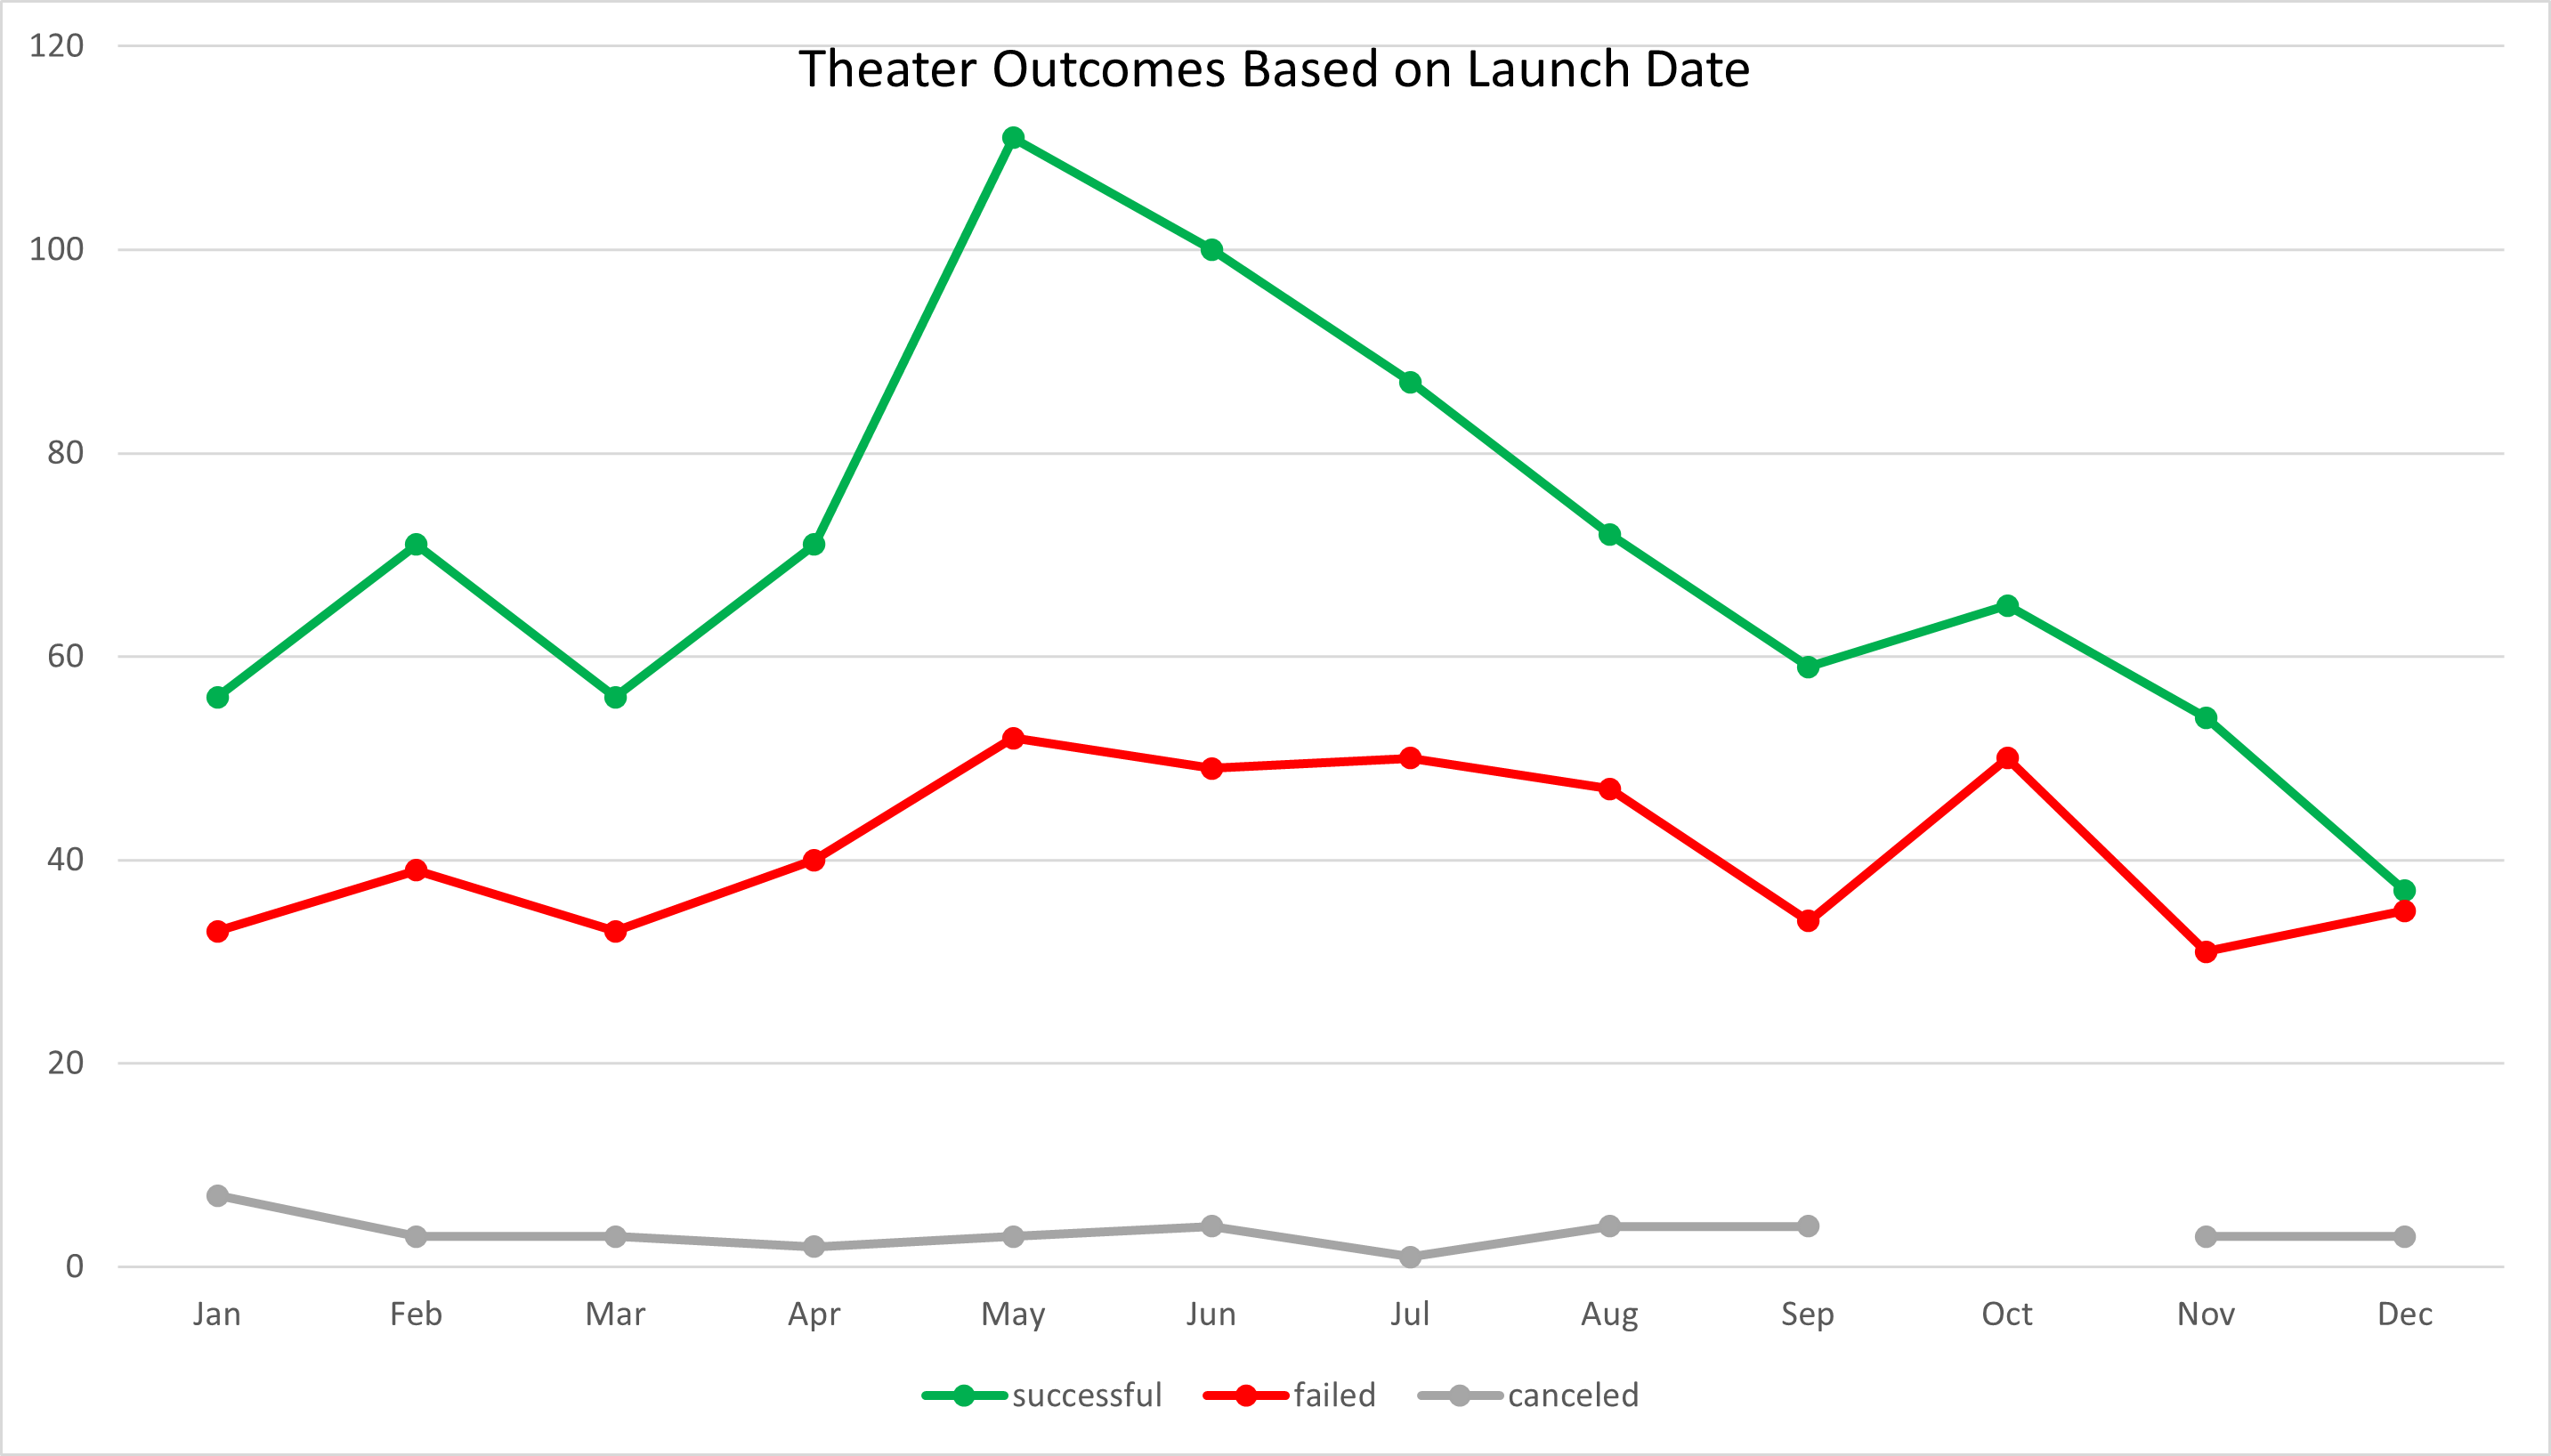 Theater Outcomes Based on Launch Date
120
100
80
60
40
20
0
Jan Feb Mar Apr May Jun Jul Aug Sep Oct Nov Dec
successful failed canceled